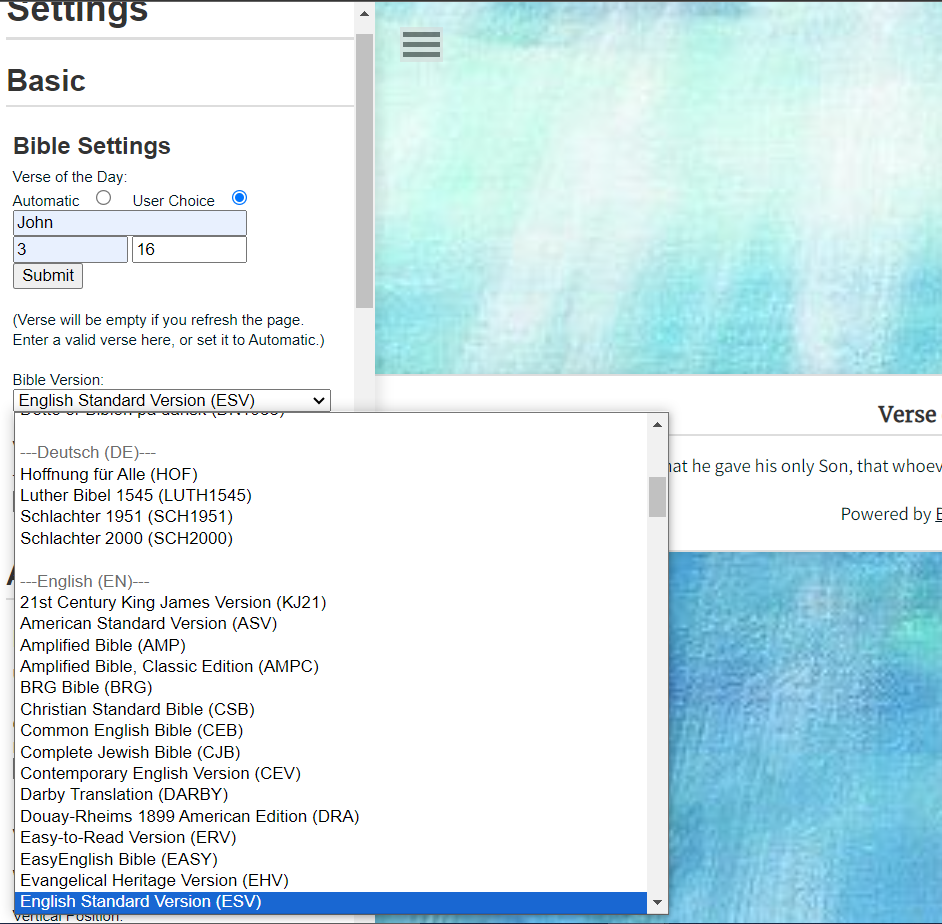 Settings
Basic
Bible Settings
Verse of the Day:
Automatic User Choice
John
3 16
Submit
(Verse will be empty if you refresh the page.
Enter a valid verse here, or set it to Automatic.)
Bible Version:
English Standard Version (ESV)
---Deutsch (DE)---
Hoffnung für Alle (HOF)
Luther Bibel 1545 (LUTH1545)
Schlachter 1951 (SCH1951)
Schlachter 2000 (SCH2000)
---English (EN)---
21st Century King James Version (KJ21)
American Standard Version (ASV)
Amplified Bible (AMP)
Amplified Bible, Classic Edition (AMPC)
BRG Bible (BRG)
Christian Standard Bible (CSB)
Common English Bible (CEB)
Complete Jewish Bible (CJB)
Contemporary English Version (CEV)
Darby Translation (DARBY)
Douay-Rheims 1899 American Edition (DRA)
Easy-to-Read Version (ERV)
EasyEnglish Bible (EASY)
Evangelical Heritage Version (EHV)
English Standard Version (ESV)
Vertical Position:
Verse
he gave his only Son, that
Powered by